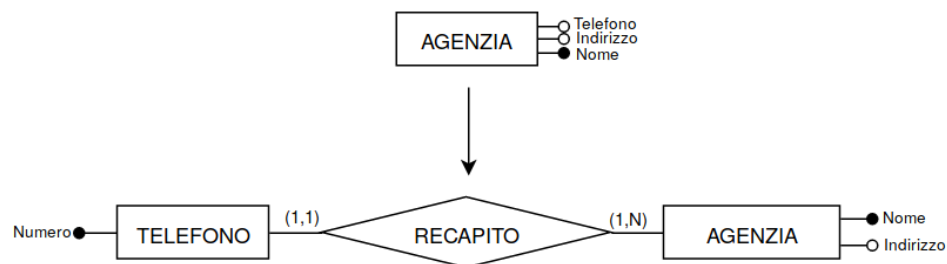 AGENZIA
Telefono
Indirizzo
Nome
Numero
TELEFONO
(1,1)
RECAPITO
(1,N)
AGENZIA
Nome
Indirizzo